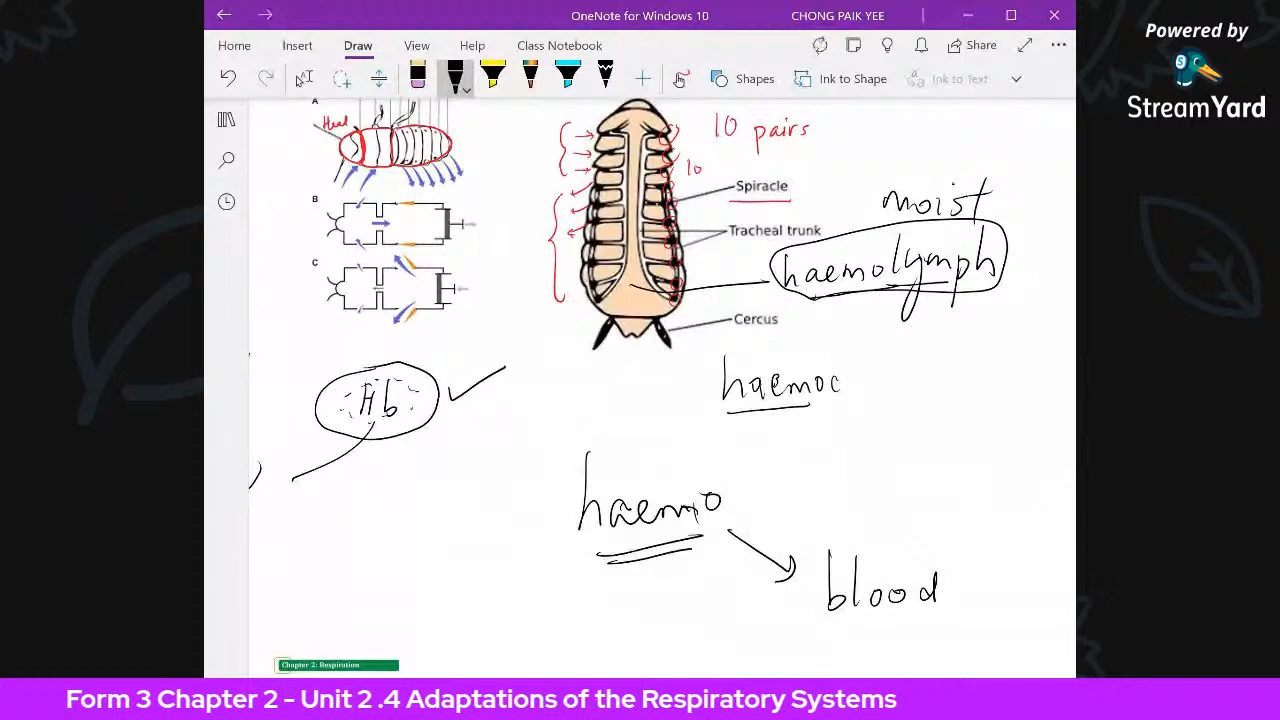 OneNote for Windows 10
CHONG PAIK YEE
Home Insert Draw View Help Class Notebook
Share
Shapes Ink to Shape Ink to Text
Powered by
StreamYard
A
Head
B
C
10 pairs
10
Spiracle
Tracheal trunk
Cercus
moist
haemolymph
Hb
haemoc
haemo
blood
Chapter 2: Respiration
Form 3 Chapter 2 - Unit 2 .4 Adaptations of the Respiratory Systems